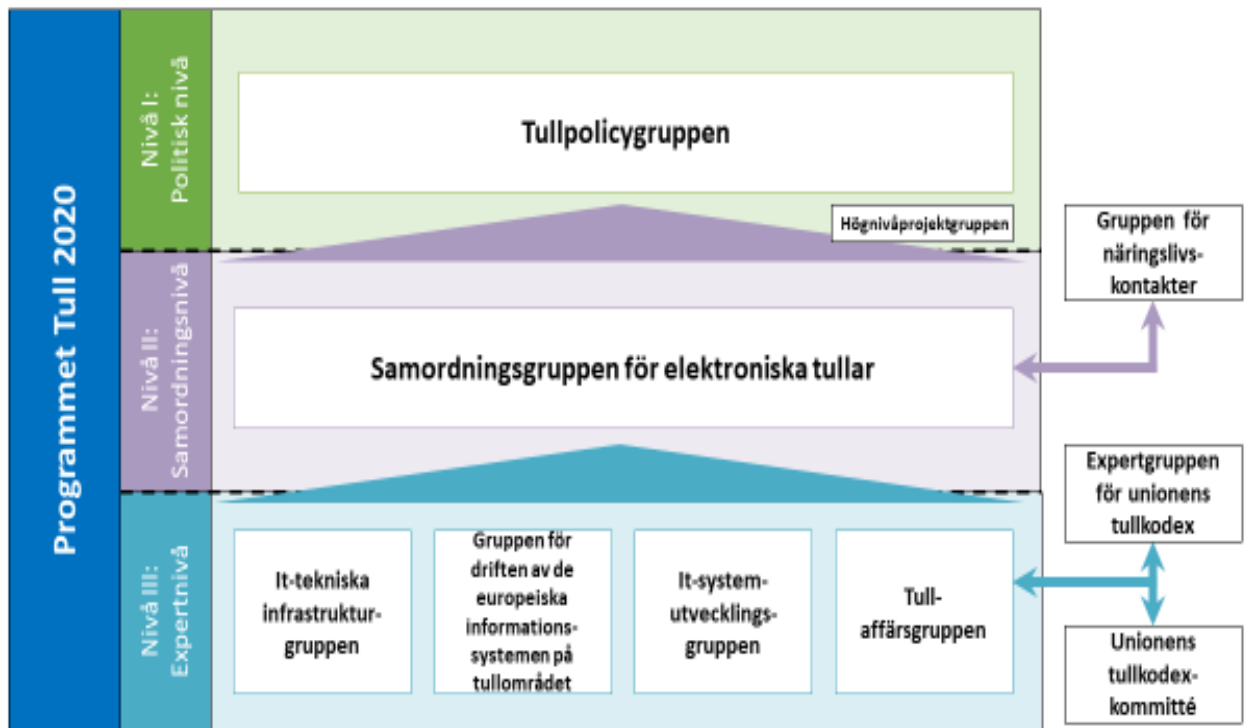 Programmet Tull 2020
Nivå I:
Politisk nivå
Tullpolicygruppen
Högnivåprojektgruppen
Nivå II:
Samordningsnivå
Samordningsgruppen för elektroniska tullar
Gruppen för
näringslivs-
kontakter
Nivå III:
Expertnivå
It-tekniska
infrastruktur-
gruppen
Gruppen för
driften av de
europeiska
informations-
systemen på
tullområdet
It-system-
utvecklings-
gruppen
Tull-
affärsgruppen
Expertgruppen
för unionens
tullkodex
Unionens
tullkodex-
kommitté